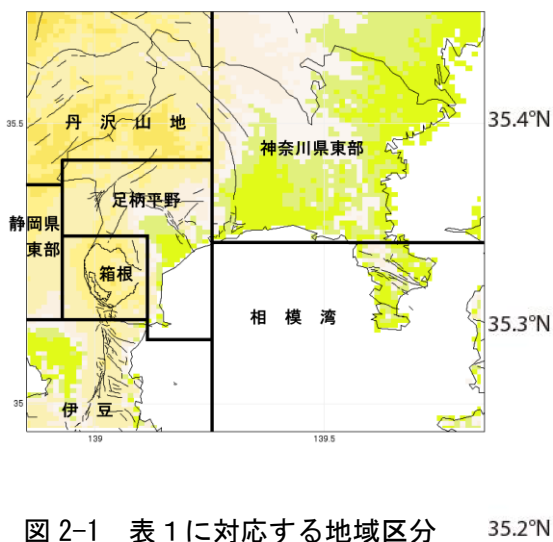 35.5
丹 沢 山 地
神奈川県東部
35.4°N
足柄平野
静岡県
東部
箱根
相 模 湾
35.3°N
35
伊 豆
139
139.5
図 2-1 表１に対応する地域区分
35.2°N